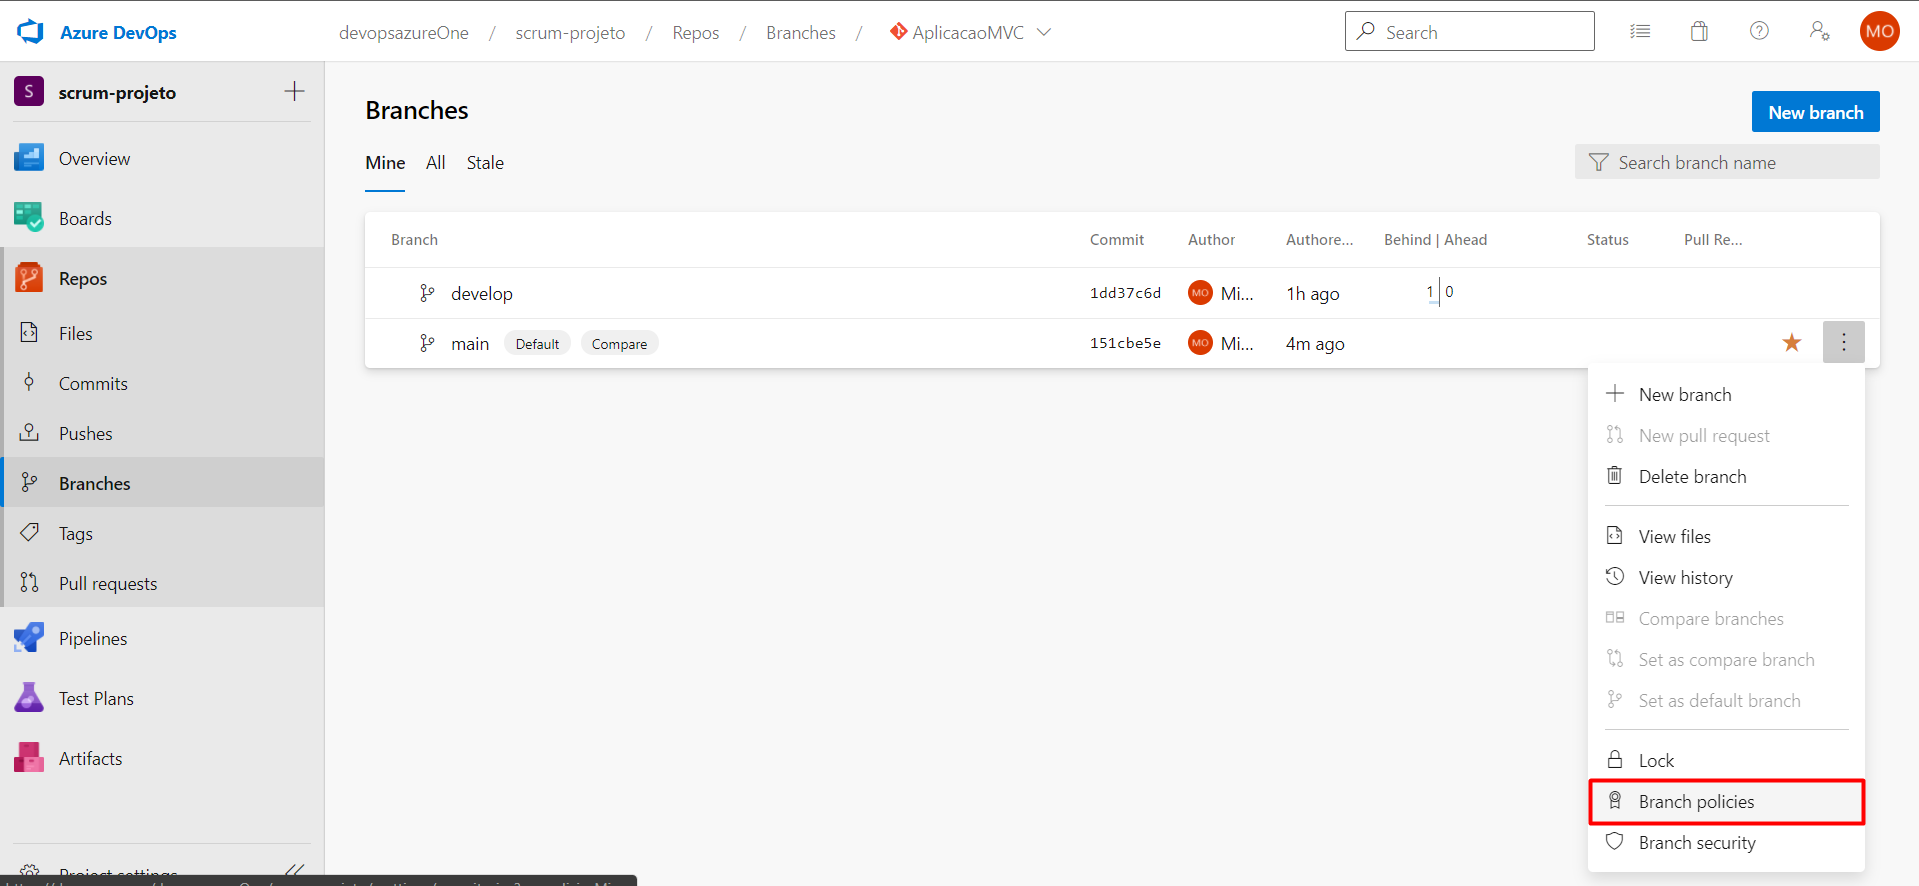 Azure DevOps
devopsazureOne / scrum-projeto / Repos / Branches / AplicacaoMVC
Search
MO
S scrum-projeto
Overview
Boards
Repos
Files
Commits
Pushes
Branches
Tags
Pull requests
Pipelines
Test Plans
Artifacts
Project settings
Branches
New branch
Mine All Stale
Search branch name
Branch Commit Author Authore... Behind | Ahead Status Pull Re...
develop 1dd37c6d MO Mi... 1h ago 1 0
main Default Compare 151cbe5e MO Mi... 4m ago
New branch
New pull request
Delete branch
View files
View history
Compare branches
Set as compare branch
Set as default branch
Lock
Branch policies
Branch security